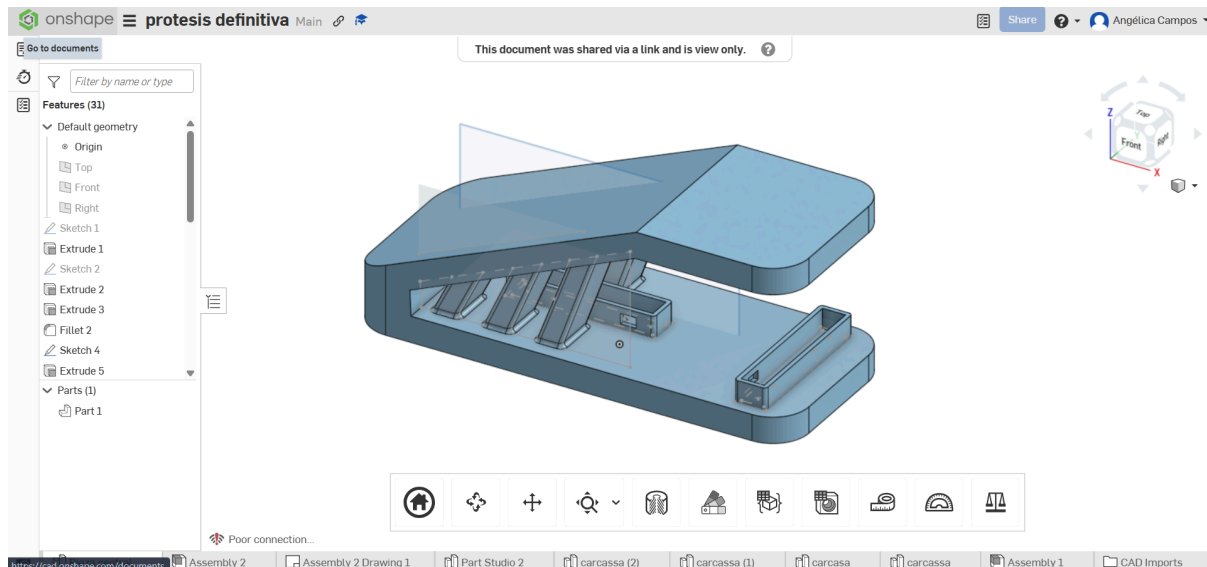 onshape protesis definitiva Main Share Angélica Campos
Go to documents
This document was shared via a link and is view only.
Filter by name or type
Features (31)
Default geometry
Origin
Top
Front
Right
Sketch 1
Extrude 1
Sketch 2
Extrude 2
Extrude 3
Fillet 2
Sketch 4
Extrude 5
Parts (1)
Part 1
Z
Top
Front
Right
Y
X
Poor connection...
https://cad.onshape.com/documents
Assembly 2
Assembly 2 Drawing 1
Part Studio 2
carcassa (2)
carcassa (1)
carcasa
carcassa
Assembly 1
CAD Imports